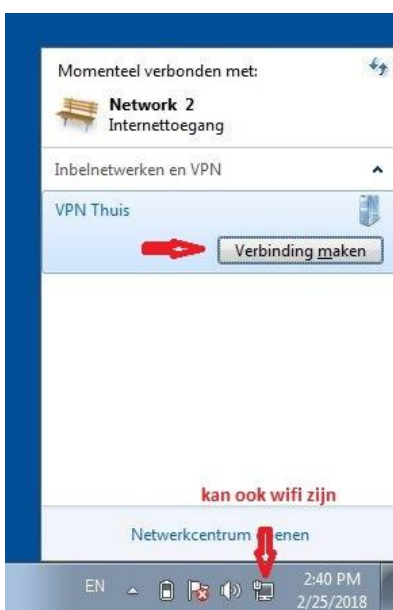 Momenteel verbonden met:
Network 2
Internettoegang
Inbelnetwerken en VPN
VPN Thuis
Verbinding maken
kan ook wifi zijn
Netwerkcentrum enen
EN
2:40 PM
2/25/2018